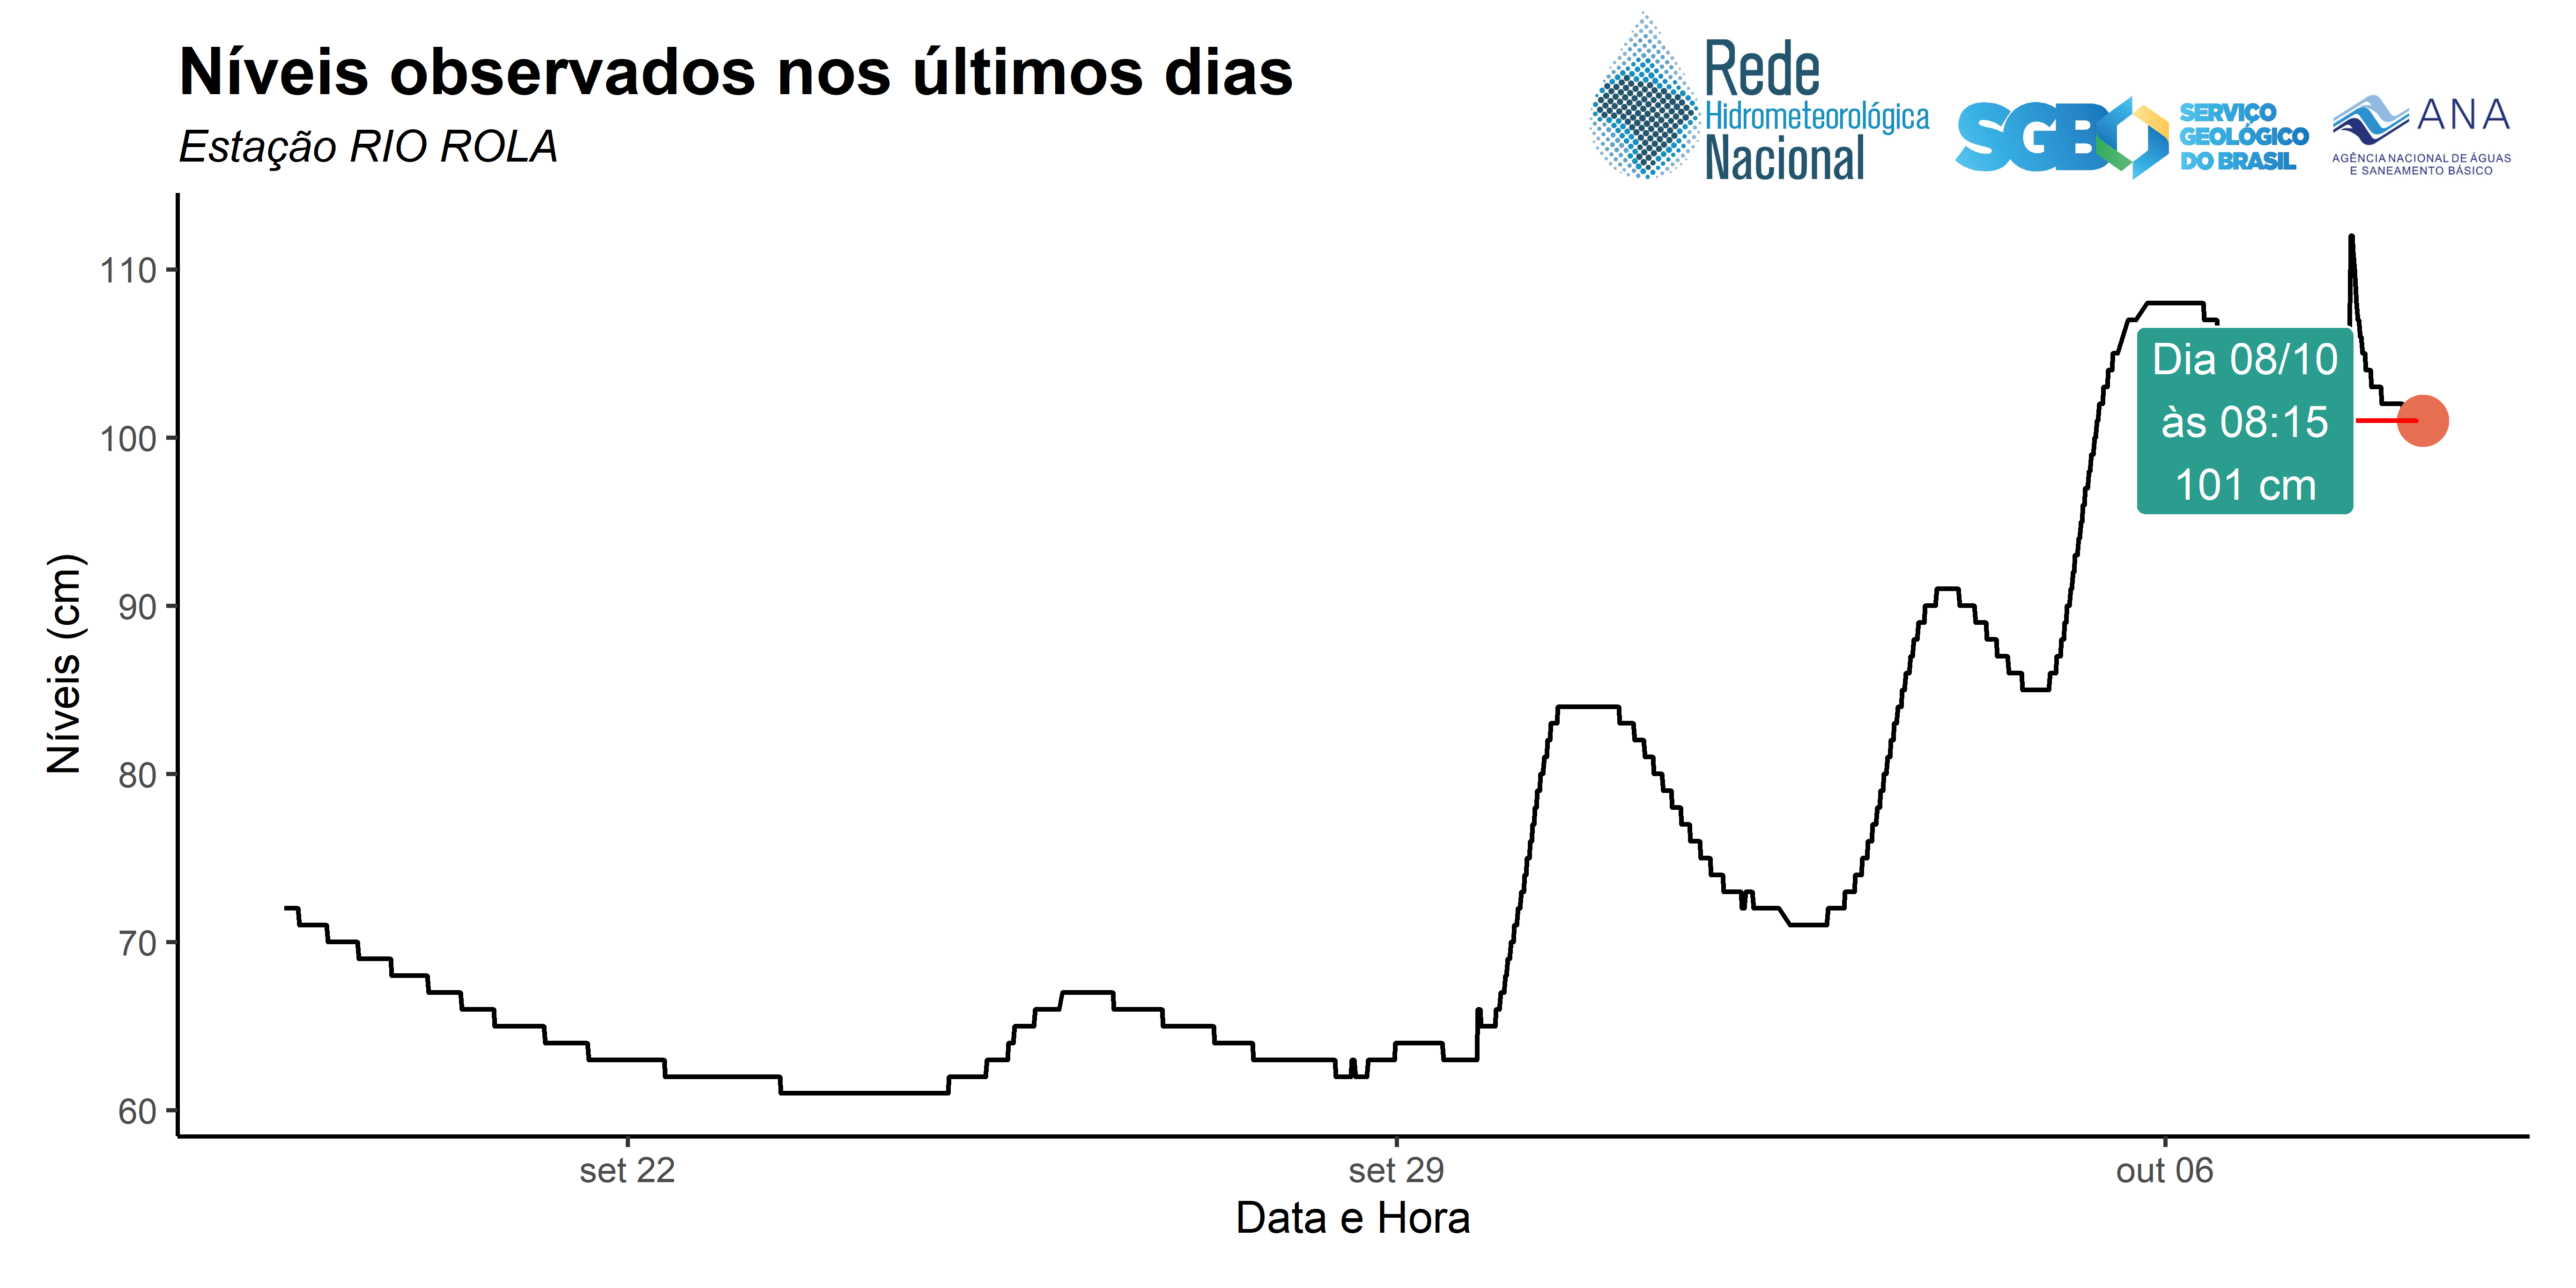 Níveis observados nos últimos dias
Estação RIO ROLA
Rede
Hidrometeorológica
Nacional
SGB
SERVIÇO
GEOLÓGICO
DO BRASIL
ANA
AGÊNCIA NACIONAL DE ÁGUAS
E SANEAMENTO BÁSICO
110
100
90
80
70
60
Níveis (cm)
Dia 08/10
às 08:15
101 cm
set 22
set 29
out 06
Data e Hora